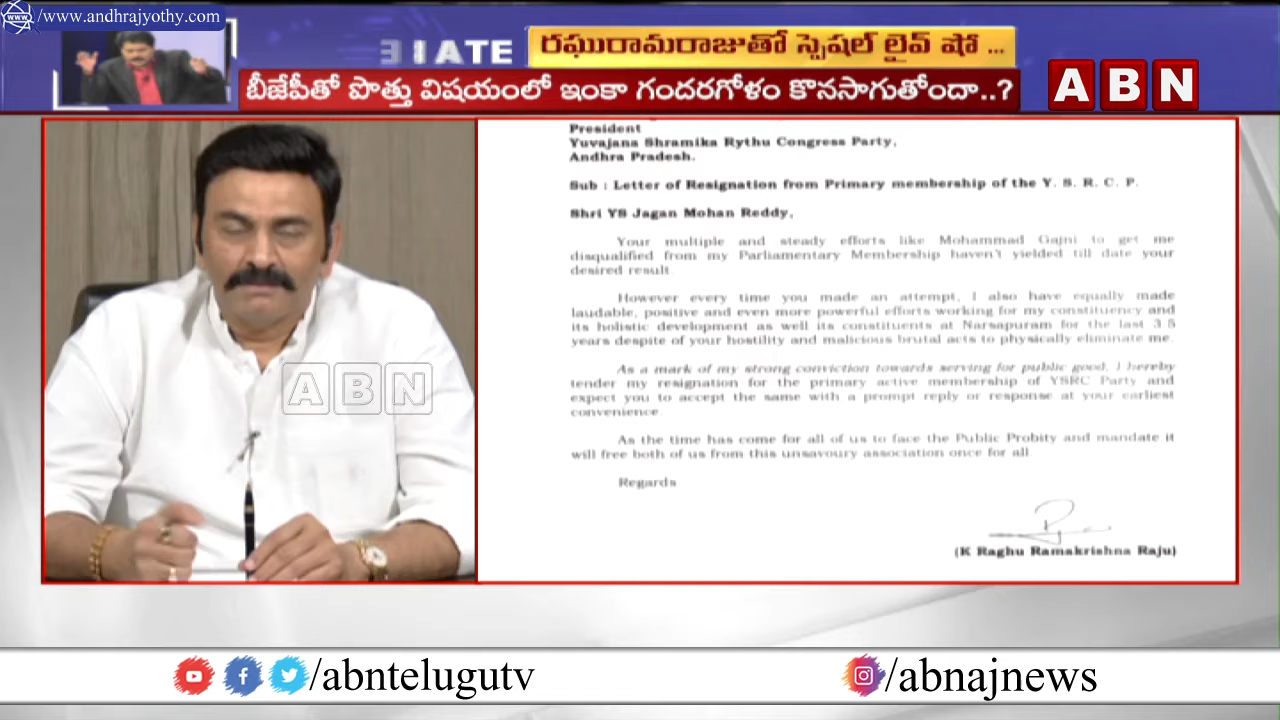 /www.andhrajyothy.com
ATE
రఘురామరాజుతో స్పెషల్ లైవ్ షో ...
బీజేపీతో పొత్తు విషయంలో ఇంకా గందరగోళం కొనసాగుతోందా..?
ABN
President
Yuvajana Shramika Rythu Congress Party,
Andhra Pradesh.
Sub : Letter of Resignation from Primary membership of the Y. S. R. C. P.
Shri YS Jagan Mohan Reddy,
Your multiple and steady efforts like Mohammad Gajni to get me
disqualified from my Parliamentary Membership haven't yielded till date your
desired result.
However every time you made an attempt, I also have equally made
laudable, positive and even more powerful efforts working for my constituency and
its holistic development as well its constituents at Narsapuram for the last 3.5
years despite of your hostility and malicious brutal acts to physically eliminate me.
As a mark of my strong conviction towards serving for public good, I hereby
tender my resignation for the primary active membership of YSRC Party and
expect you to accept the same with a prompt reply or response at your earliest
convenience.
As the time has come for all of us to face the Public Probity and mandate it
will free both of us from this unsavoury association once for all.
Regards
(K Raghu Ramakrishna Raju)
ABN
/abntelugutv
/abnajnews